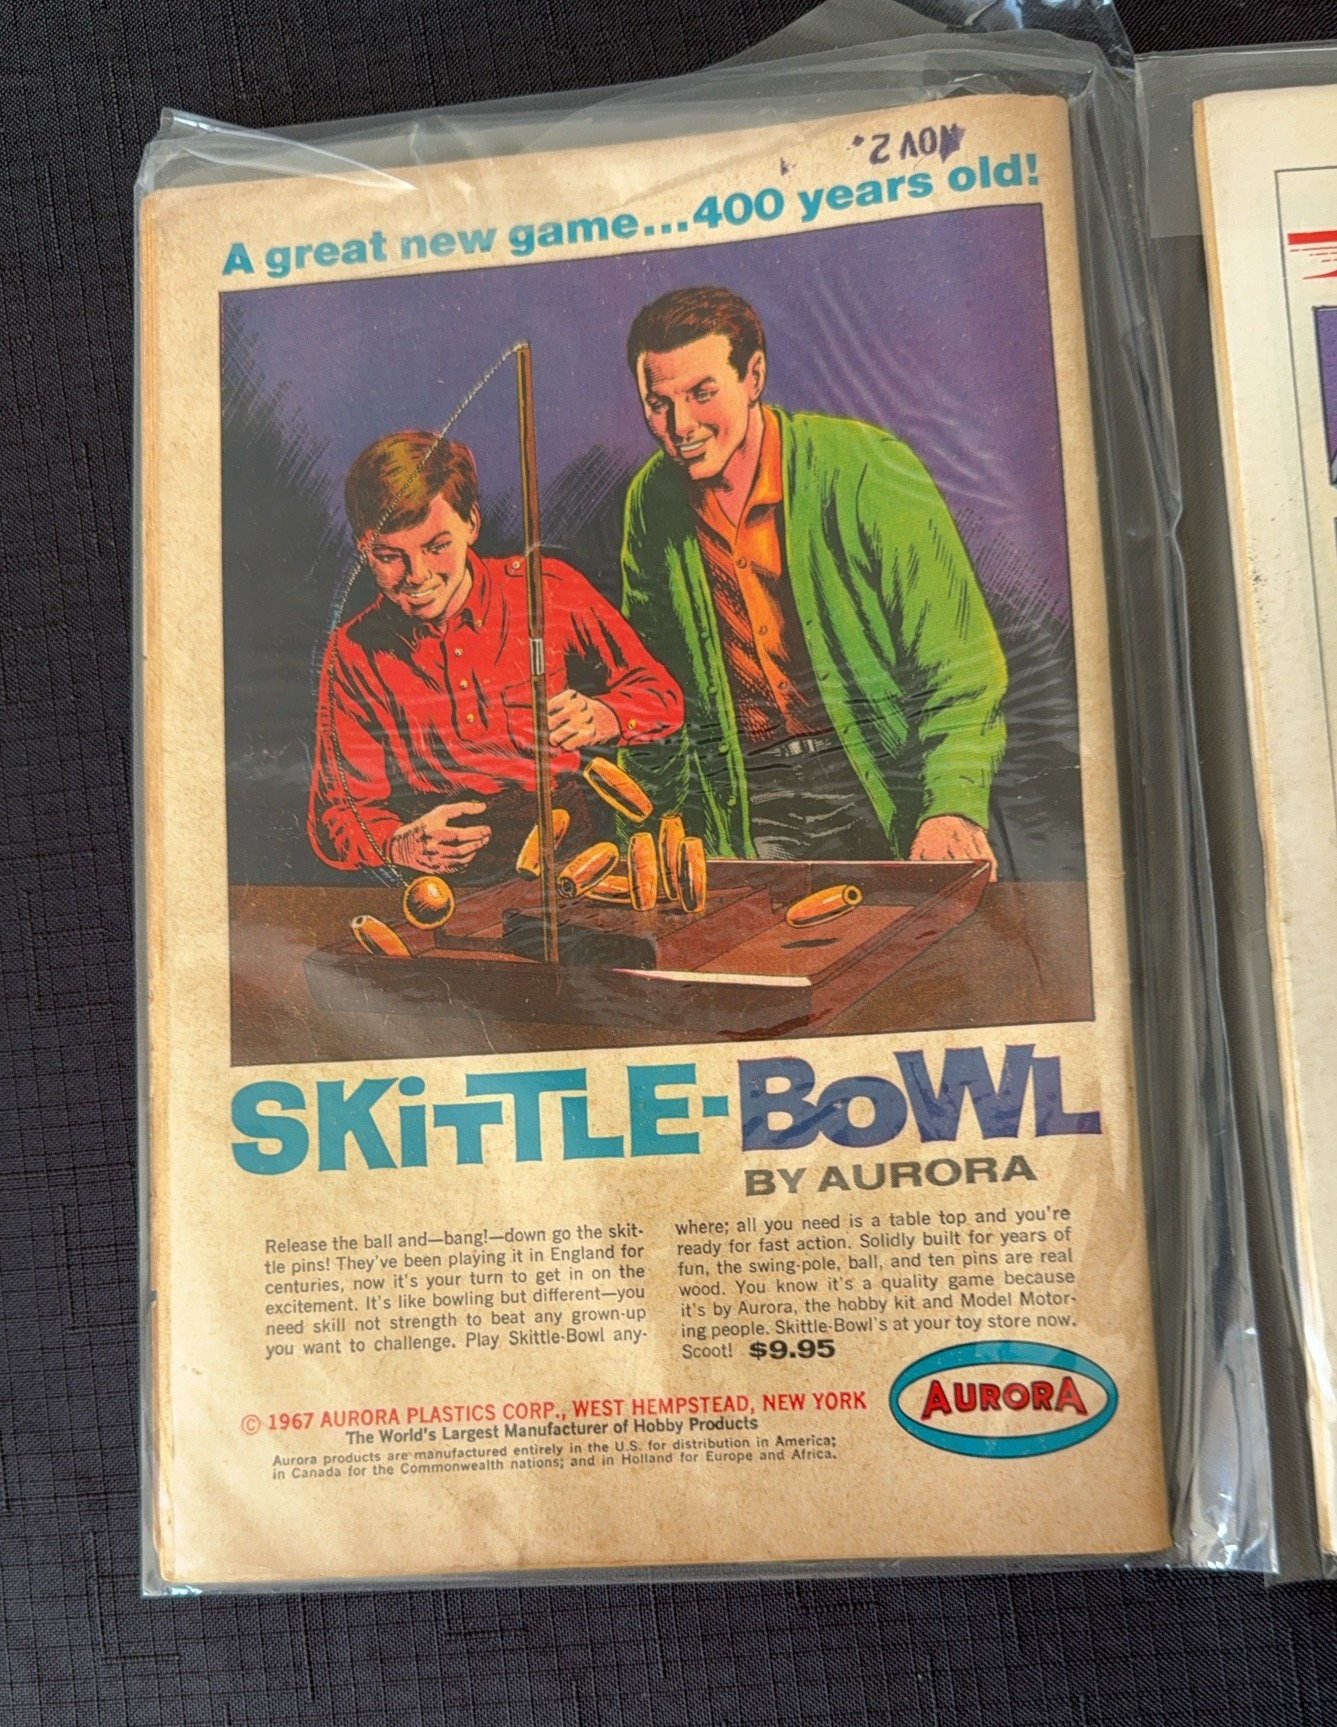 NOV 2.
A great new game...400 years old!
SKiTTLE-BoWL
BY AURORA
Release the ball and—bang!—down go the skit-
tle pins! They've been playing it in England for
centuries, now it's your turn to get in on the
excitement. It's like bowling but different—you
need skill not strength to beat any grown-up
you want to challenge. Play Skittle-Bowl any-
where; all you need is a table top and you're
ready for fast action. Solidly built for years of
fun, the swing-pole, ball, and ten pins are real
wood. You know it's a quality game because
it's by Aurora, the hobby kit and Model Motor-
ing people. Skittle-Bowl's at your toy store now.
Scoot! $9.95
© 1967 AURORA PLASTICS CORP., WEST HEMPSTEAD, NEW YORK
The World's Largest Manufacturer of Hobby Products
Aurora products are manufactured entirely in the U.S. for distribution in America;
in Canada for the Commonwealth nations; and in Holland for Europe and Africa.
AURORA